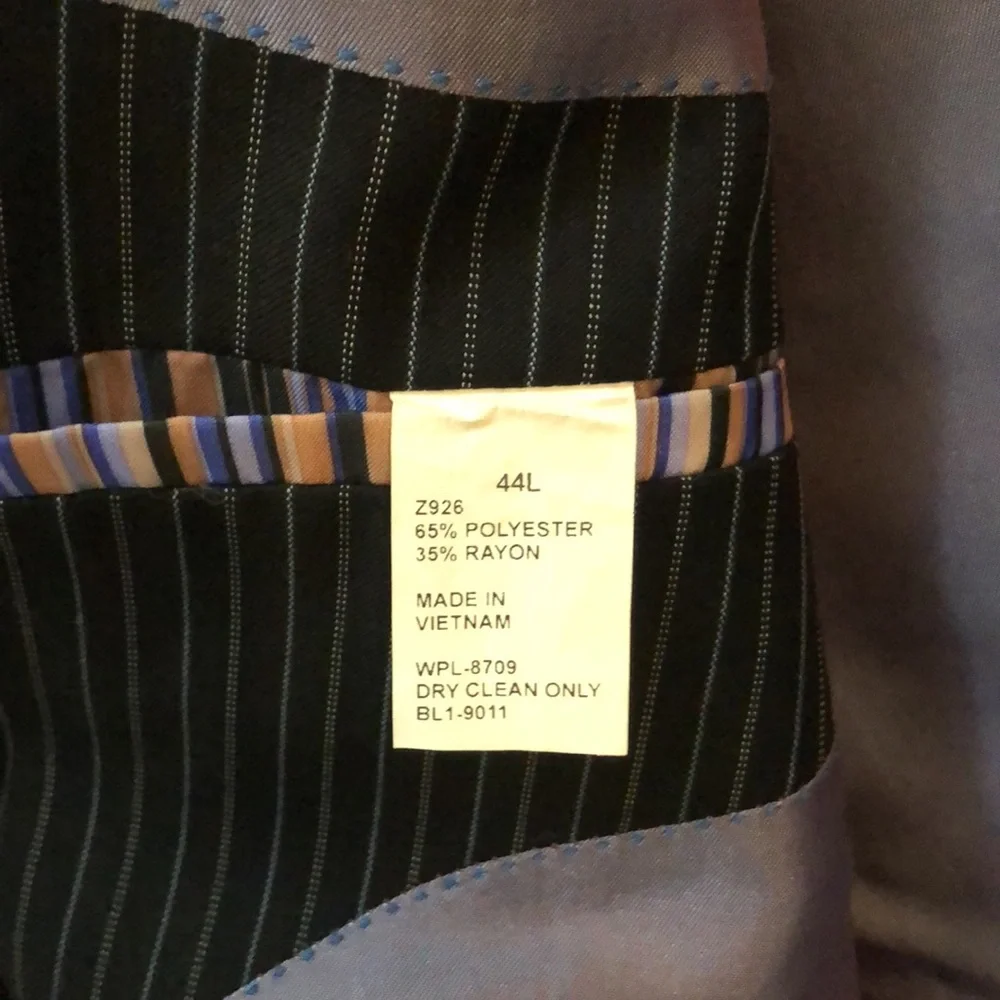 44L
Z926
65% POLYESTER
35% RAYON
MADE IN
VIETNAM
WPL-8709
DRY CLEAN ONLY
BL1-9011